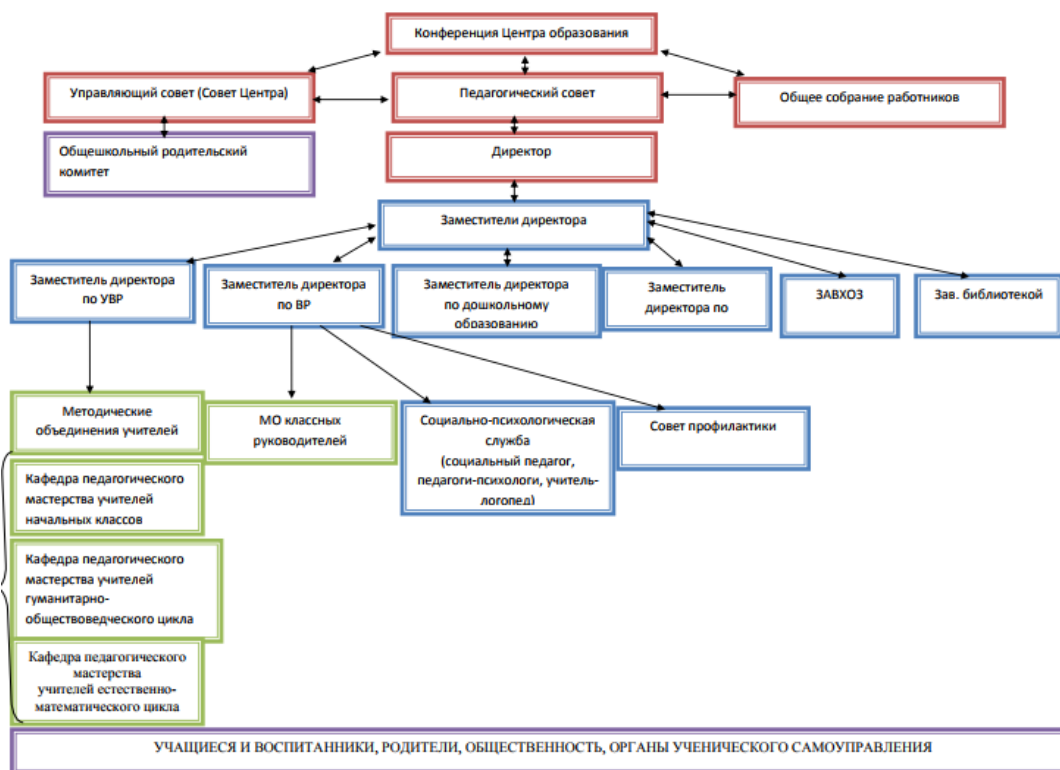 Конференция Центра образования
Управляющий совет (Совет Центра)
Педагогический совет
Общее собрание работников
Общешкольный родительский
комитет
Директор
Заместители директора
Заместитель директора
по УВР
Заместитель директора
по ВР
Заместитель директора
по дошкольному
образованию
Заместитель
директора по
ЗАВХОЗ
Зав. библиотекой
Методические
объединения учителей
МО классных
руководителей
Социально-психологическая
служба
(социальный педагог,
педагоги-психологи, учитель-
логопед)
Совет профилактики
Кафедра педагогического
мастерства учителей
начальных классов
Кафедра педагогического
мастерства учителей
гуманитарно-
обществоведческого цикла
Кафедра педагогического
мастерства
учителей естественно-
математического цикла
УЧАЩИЕСЯ И ВОСПИТАННИКИ, РОДИТЕЛИ, ОБЩЕСТВЕННОСТЬ, ОРГАНЫ УЧЕНИЧЕСКОГО САМОУПРАВЛЕНИЯ